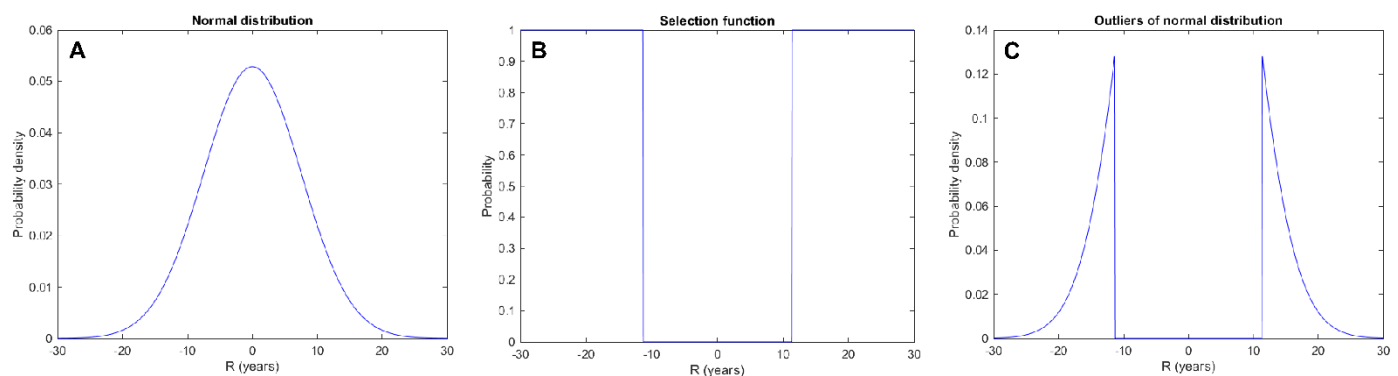 Normal distribution
A
0.06
0.05
0.04
0.03
0.02
0.01
0
Probability density
-30 -20 -10 0 10 20 30
R (years)
Selection function
B
1
0.9
0.8
0.7
0.6
0.5
0.4
0.3
0.2
0.1
0
Probability
-30 -20 -10 0 10 20 30
R (years)
Outliers of normal distribution
C
0.14
0.12
0.1
0.08
0.06
0.04
0.02
0
Probability density
-30 -20 -10 0 10 20 30
R (years)